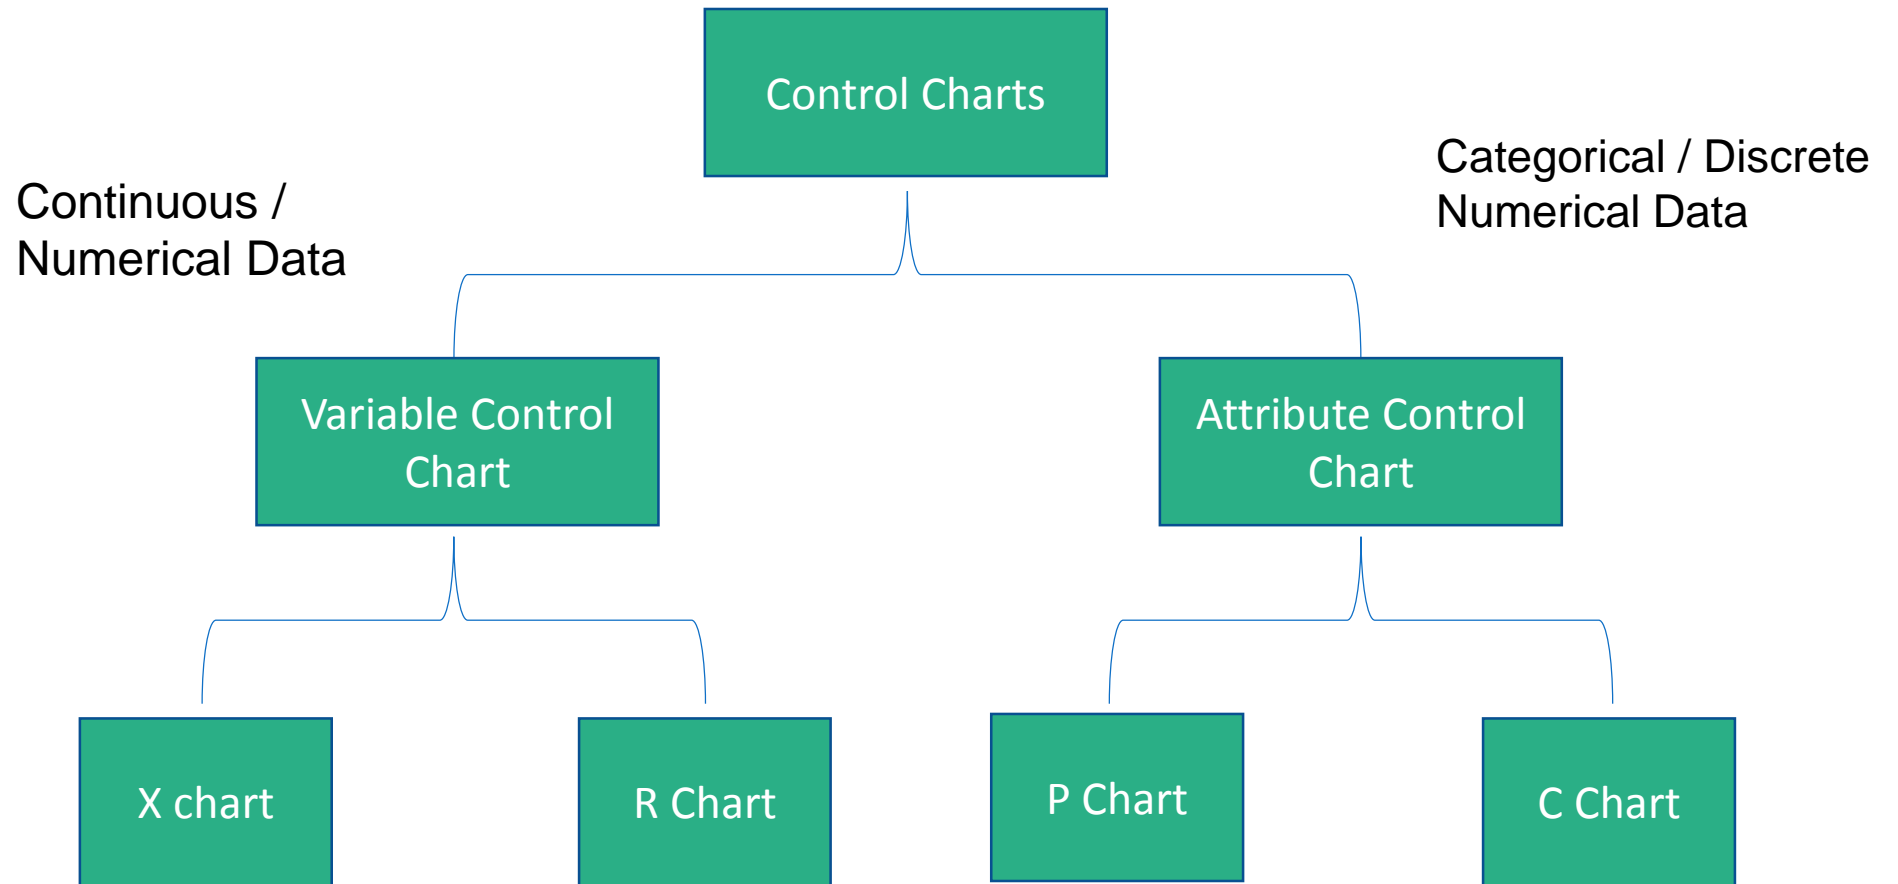 Control Charts
Continuous /
Numerical Data
Categorical / Discrete
Numerical Data
Variable Control
Chart
Attribute Control
Chart
X chart
R Chart
P Chart
C Chart